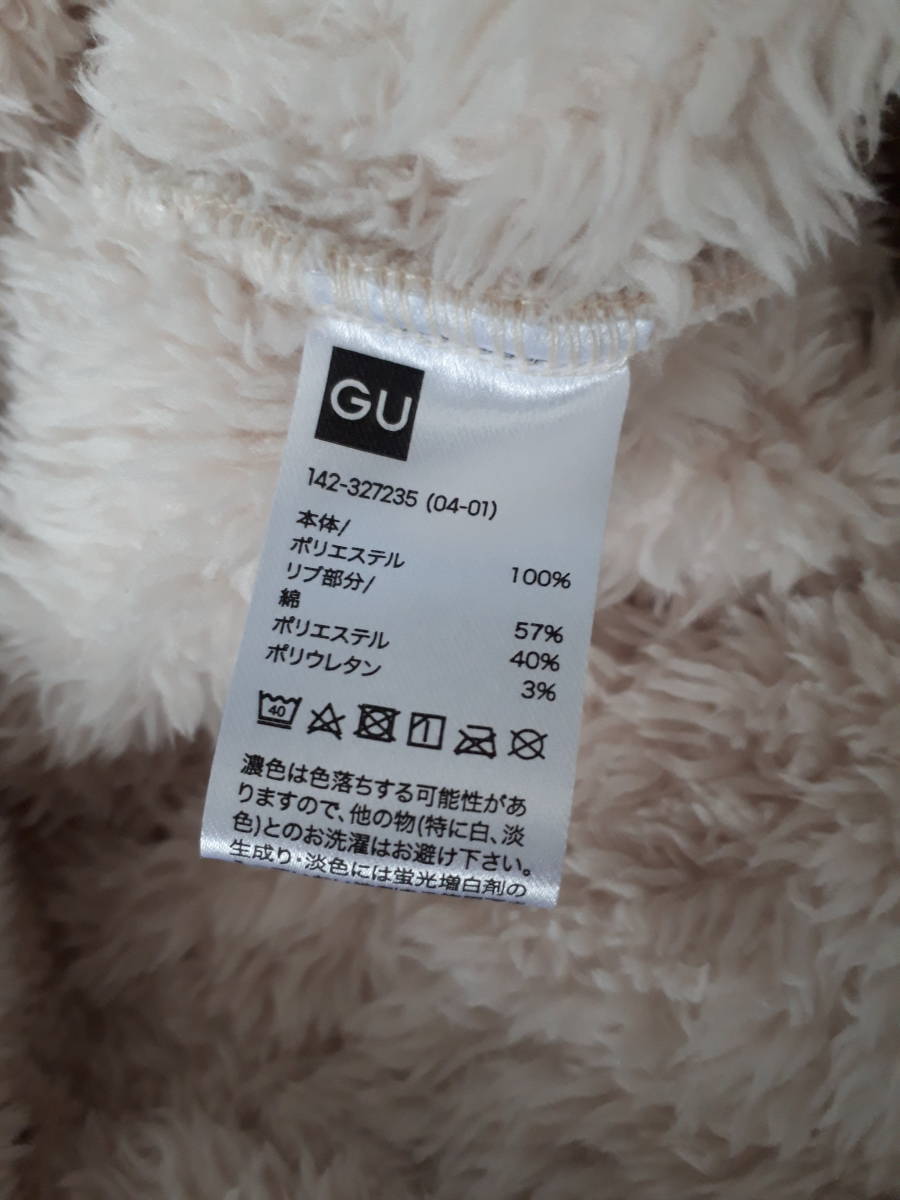 GU
142-327235 (04-01)
本体/
ポリエステル 100%
リブ部分/
綿 57%
ポリエステル 40%
ポリウレタン 3%
40
濃色は色落ちする可能性があ
りますので、他の物(特に白、淡
色)とのお洗濯はお避け下さい。
生成り・淡色には蛍光増白剤の